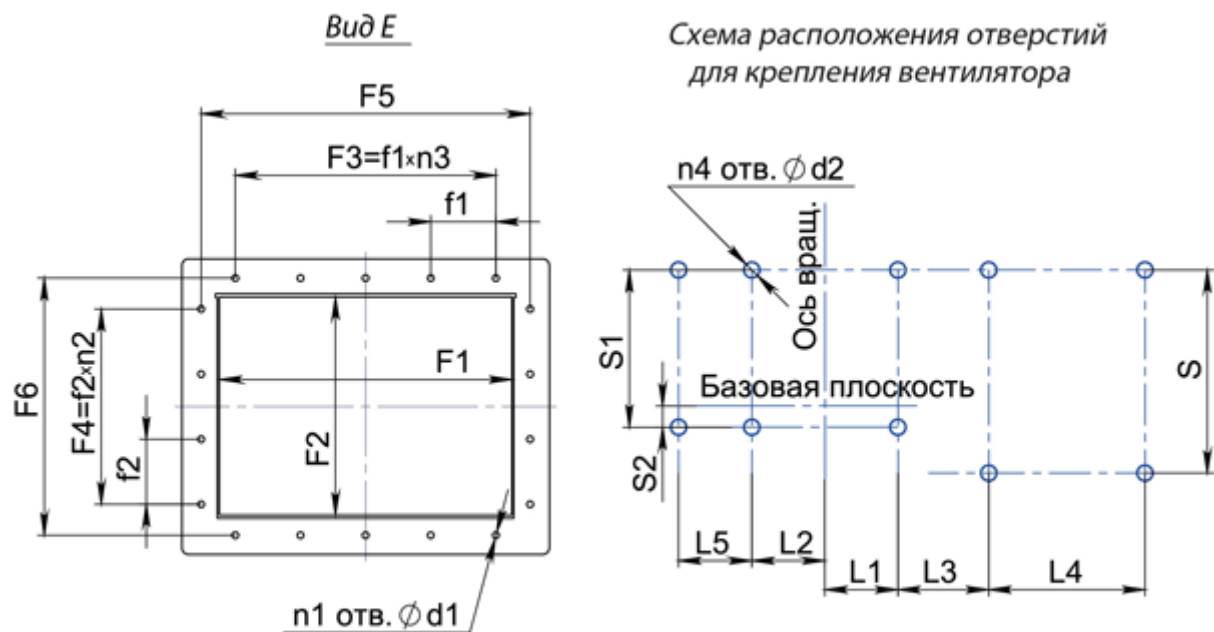 Вид Е
F5
F3=f1×n3
f1
F6
F4=f2×n2
f2
F1
F2
n1 отв. ∅ d1
Схема расположения отверстий
для крепления вентилятора
n4 отв. ∅ d2
Ось вращ.
S1
Базовая плоскость
S2
S
L5
L2
L1
L3
L4